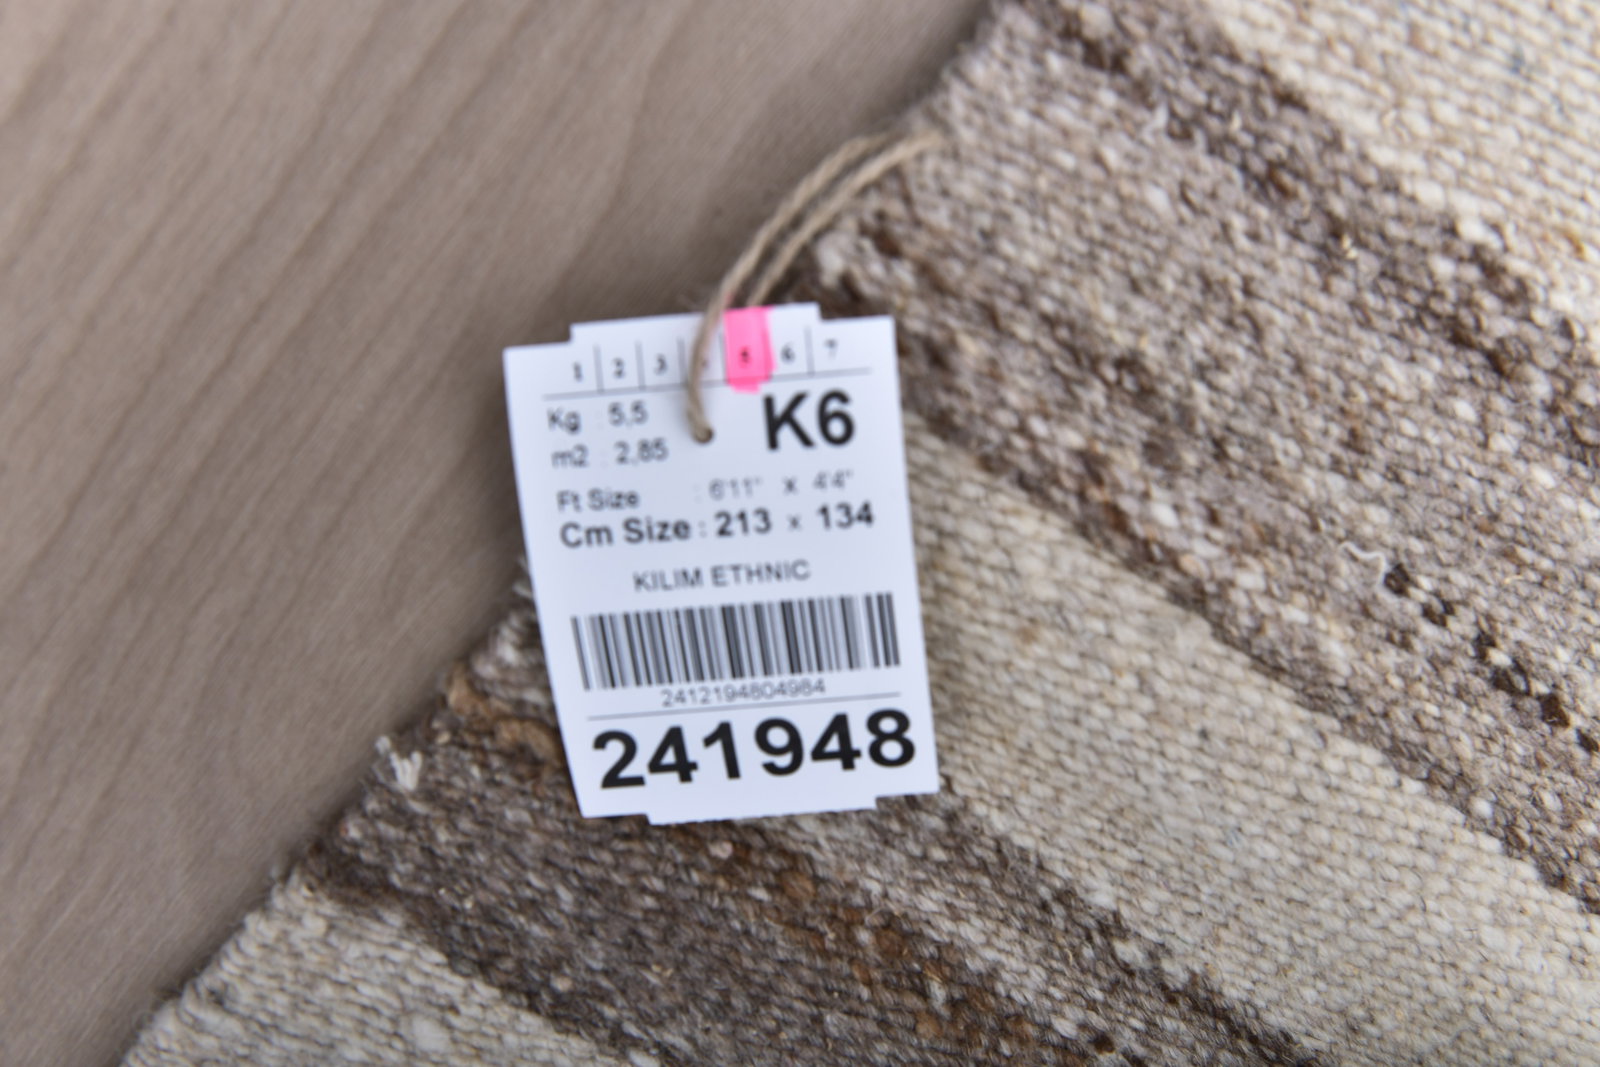 1 2 3 5 6 7
Kg : 5,5
K6
m2 : 2,85
Ft Size : 6'11" x 4'4"
Cm Size : 213 x 134
KILIM ETHNIC
2412194804984
241948